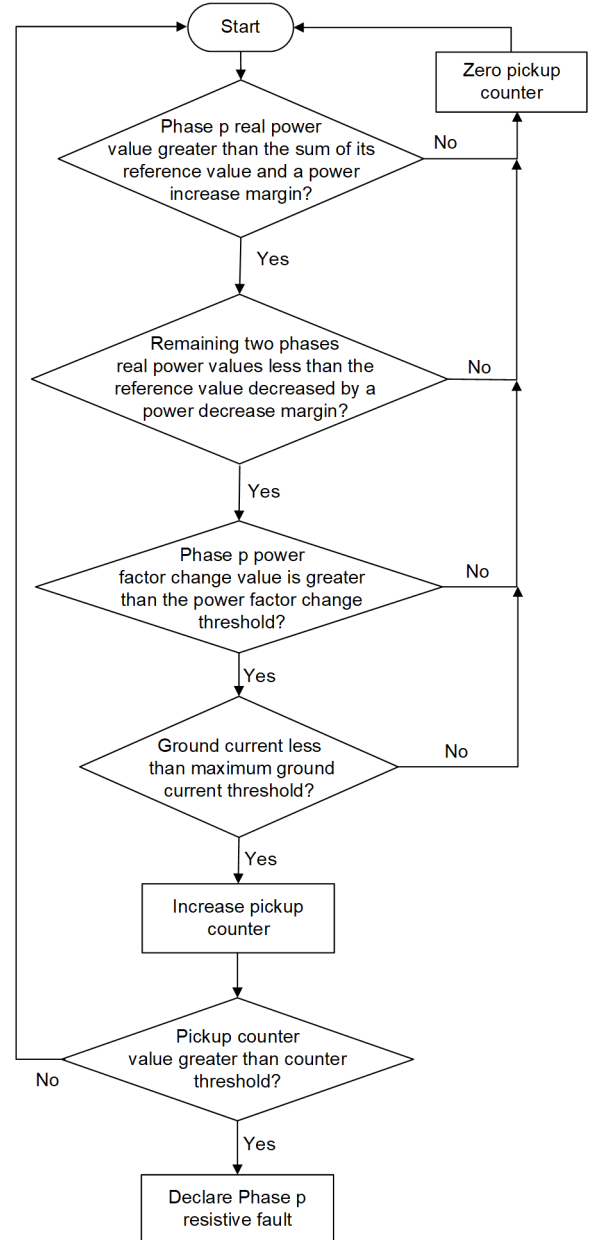 Start
Zero pickup
counter
Phase p real power
value greater than the sum of its
reference value and a power
increase margin?
No
Yes
Remaining two phases
real power values less than the
reference value decreased by a
power decrease margin?
No
Yes
Phase p power
factor change value is greater
than the power factor change
threshold?
No
Yes
Ground current less
than maximum ground
current threshold?
No
Yes
Increase pickup
counter
Pickup counter
value greater than counter
threshold?
No
Yes
Declare Phase p
resistive fault